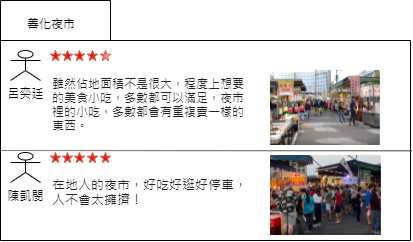 善化夜市
呂奕廷
雖然佔地面積不是很大，程度上想要
的美食小吃，多數都可以滿足，夜市
裡的小吃，多數都會有重複賣一樣的
東西。
陳凱閔
在地人的夜市，好吃好逛好停車，
人不會太擁擠！